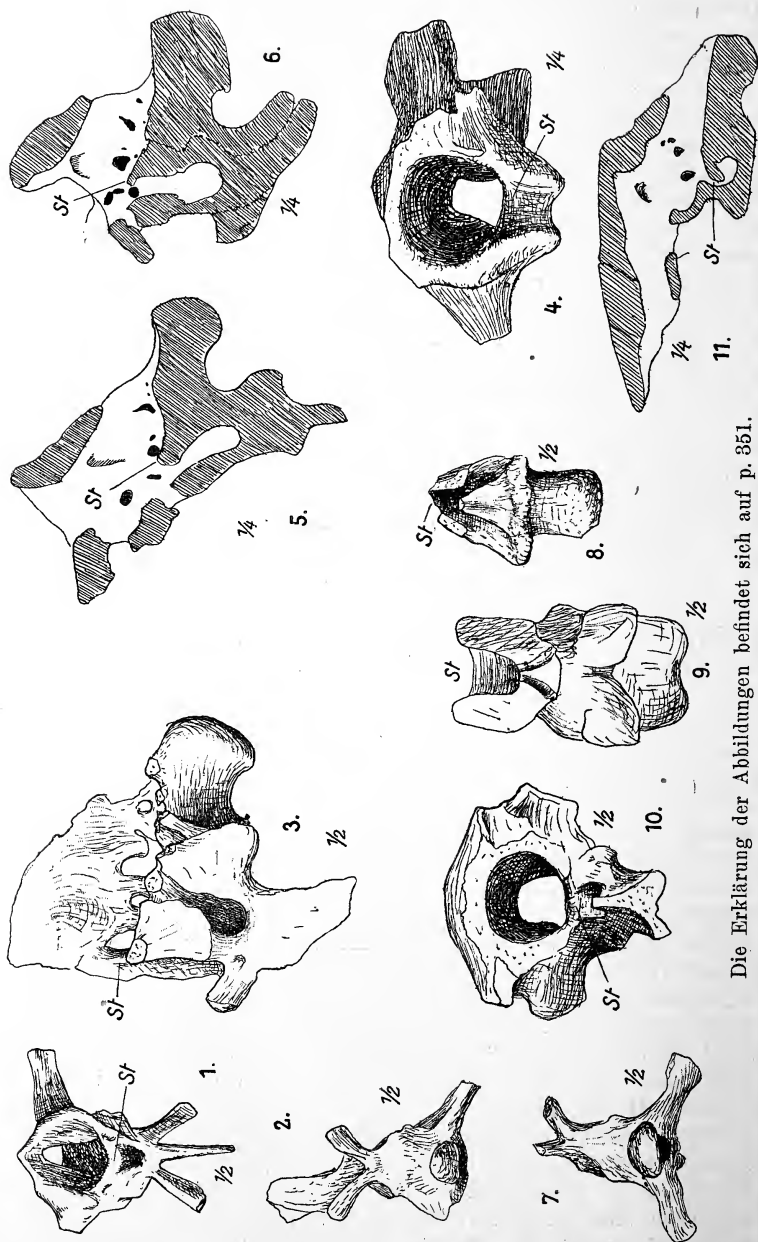 1.
St
1/2
2.
1/2
3.
St
1/2
4.
St
1/4
5.
St
1/4
6.
St
1/4
7.
1/2
8.
St
1/2
9.
St
1/2
10.
St
1/2
11.
St
1/4
Die Erklärung der Abbildungen befindet sich auf p. 351.